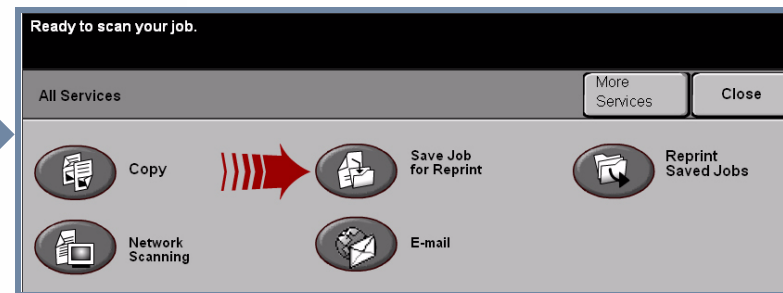 Ready to scan your job.
All Services
More
Services
Close
Copy
Save Job
for Reprint
Reprint
Saved Jobs
Network
Scanning
E-mail